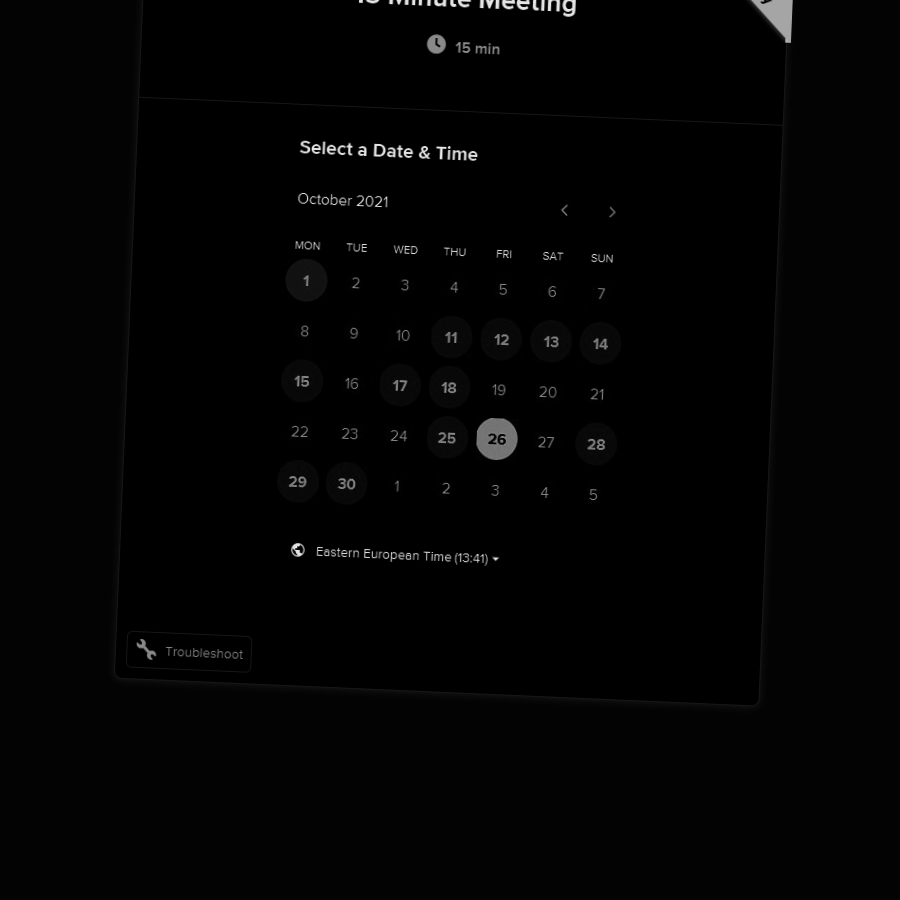 15 Minute Meeting
15 min
Select a Date & Time
October 2021
MON TUE WED THU FRI SAT SUN
1 2 3 4 5 6 7
8 9 10 11 12 13 14
15 16 17 18 19 20 21
22 23 24 25 26 27 28
29 30 1 2 3 4 5
Eastern European Time (13:41)
Troubleshoot